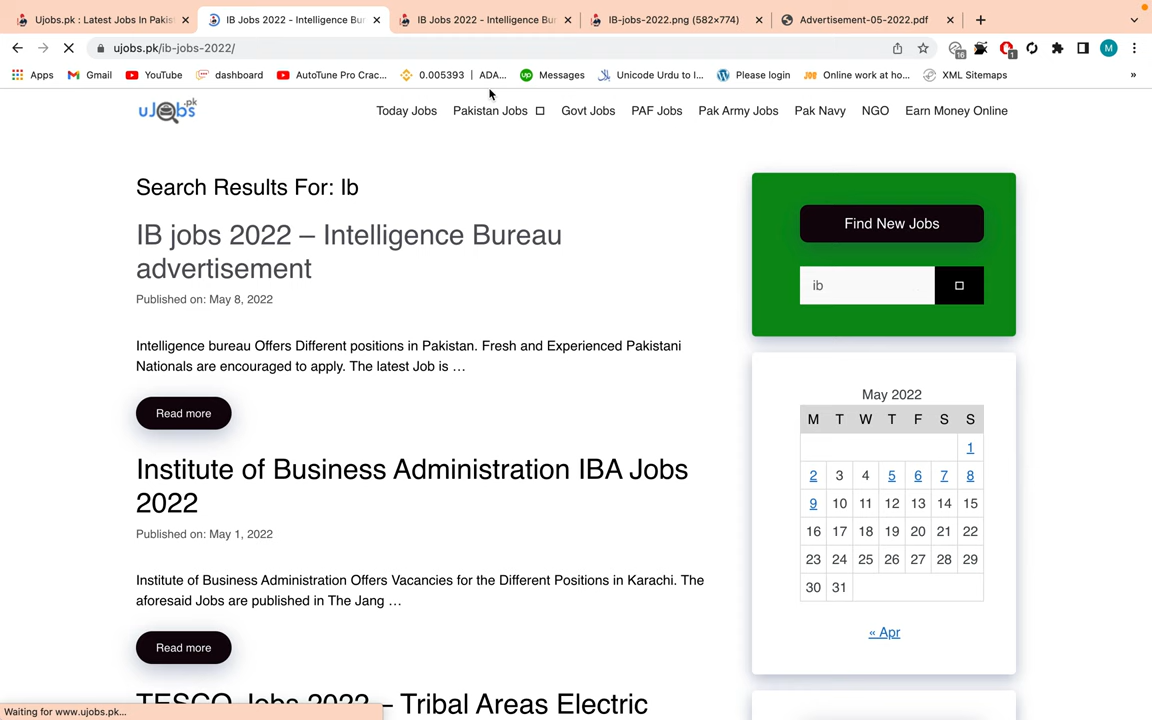 Ujobs.pk : Latest Jobs In Pakis
IB Jobs 2022 - Intelligence Bur
IB Jobs 2022 - Intelligence Bur
IB-jobs-2022.png (582×774)
Advertisement-05-2022.pdf
ujobs.pk/ib-jobs-2022/
16
1
M
Apps
Gmail
YouTube
dashboard
AutoTune Pro Crac...
0.005393 | ADA...
up Messages
Unicode Urdu to I...
Please login
Online work at ho...
XML Sitemaps
»
uJobs.pk
Today Jobs
Pakistan Jobs
Govt Jobs
PAF Jobs
Pak Army Jobs
Pak Navy
NGO
Earn Money Online
Search Results For: Ib
IB jobs 2022 – Intelligence Bureau
advertisement
Published on: May 8, 2022
Intelligence bureau Offers Different positions in Pakistan. Fresh and Experienced Pakistani
Nationals are encouraged to apply. The latest Job is …
Read more
Institute of Business Administration IBA Jobs
2022
Published on: May 1, 2022
Institute of Business Administration Offers Vacancies for the Different Positions in Karachi. The
aforesaid Jobs are published in The Jang …
Read more
TESCO Jobs 2022 – Tribal Areas Electric
Find New Jobs
ib
May 2022
M T W T F S S
1
2 3 4 5 6 7 8
9 10 11 12 13 14 15
16 17 18 19 20 21 22
23 24 25 26 27 28 29
30 31
« Apr
Waiting for www.ujobs.pk...